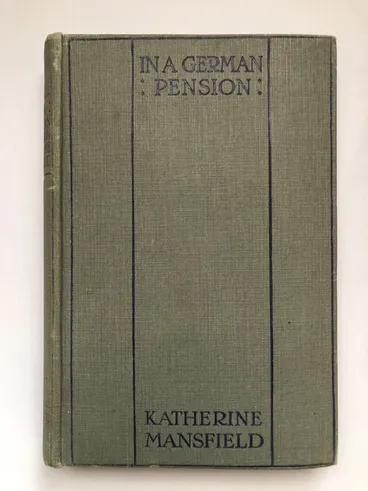 IN A GERMAN
: PENSION :
KATHERINE
MANSFIELD